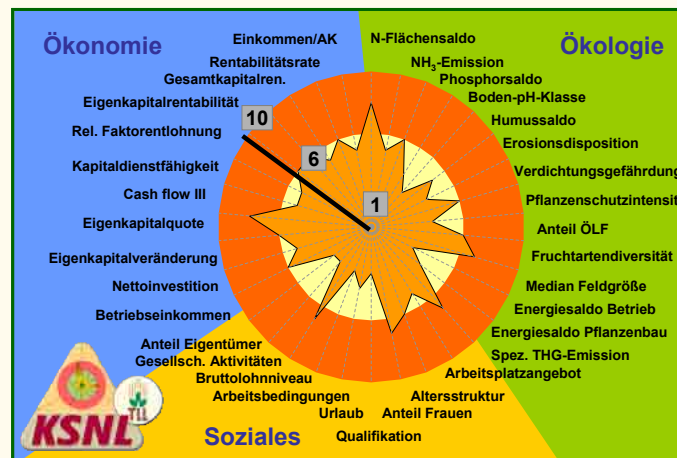 Ökonomie
Ökologie
Einkommen/AK
Rentabilitätsrate
Gesamtkapitalren.
Eigenkapitalrentabilität
Rel. Faktorentlohnung
Kapitaldienstfähigkeit
Cash flow III
Eigenkapitalquote
Eigenkapitalveränderung
Nettoinvestition
Betriebseinkommen
N-Flächensaldo
NH₃-Emission
Phosphorsaldo
Boden-pH-Klasse
Humussaldo
Erosionsdisposition
Verdichtungsgefährdung
Pflanzenschutzintensit
Anteil ÖLF
Fruchtartendiversität
Median Feldgröße
Energiesaldo Betrieb
Energiesaldo Pflanzenbau
Spez. THG-Emission
10
6
1
Anteil Eigentümer
Gesellsch. Aktivitäten
Bruttolohnniveau
Arbeitsbedingungen
Urlaub
Qualifikation
Anteil Frauen
Altersstruktur
Arbeitsplatzangebot
Soziales
KSNL
TLL